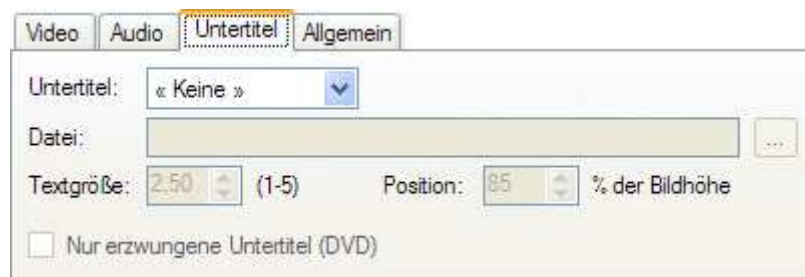 Video Audio Untertitel Allgemein
Untertitel: « Keine »
Datei: ...
Textgröße: 2.50 (1-5) Position: 85 % der Bildhöhe
Nur erzwungene Untertitel (DVD)